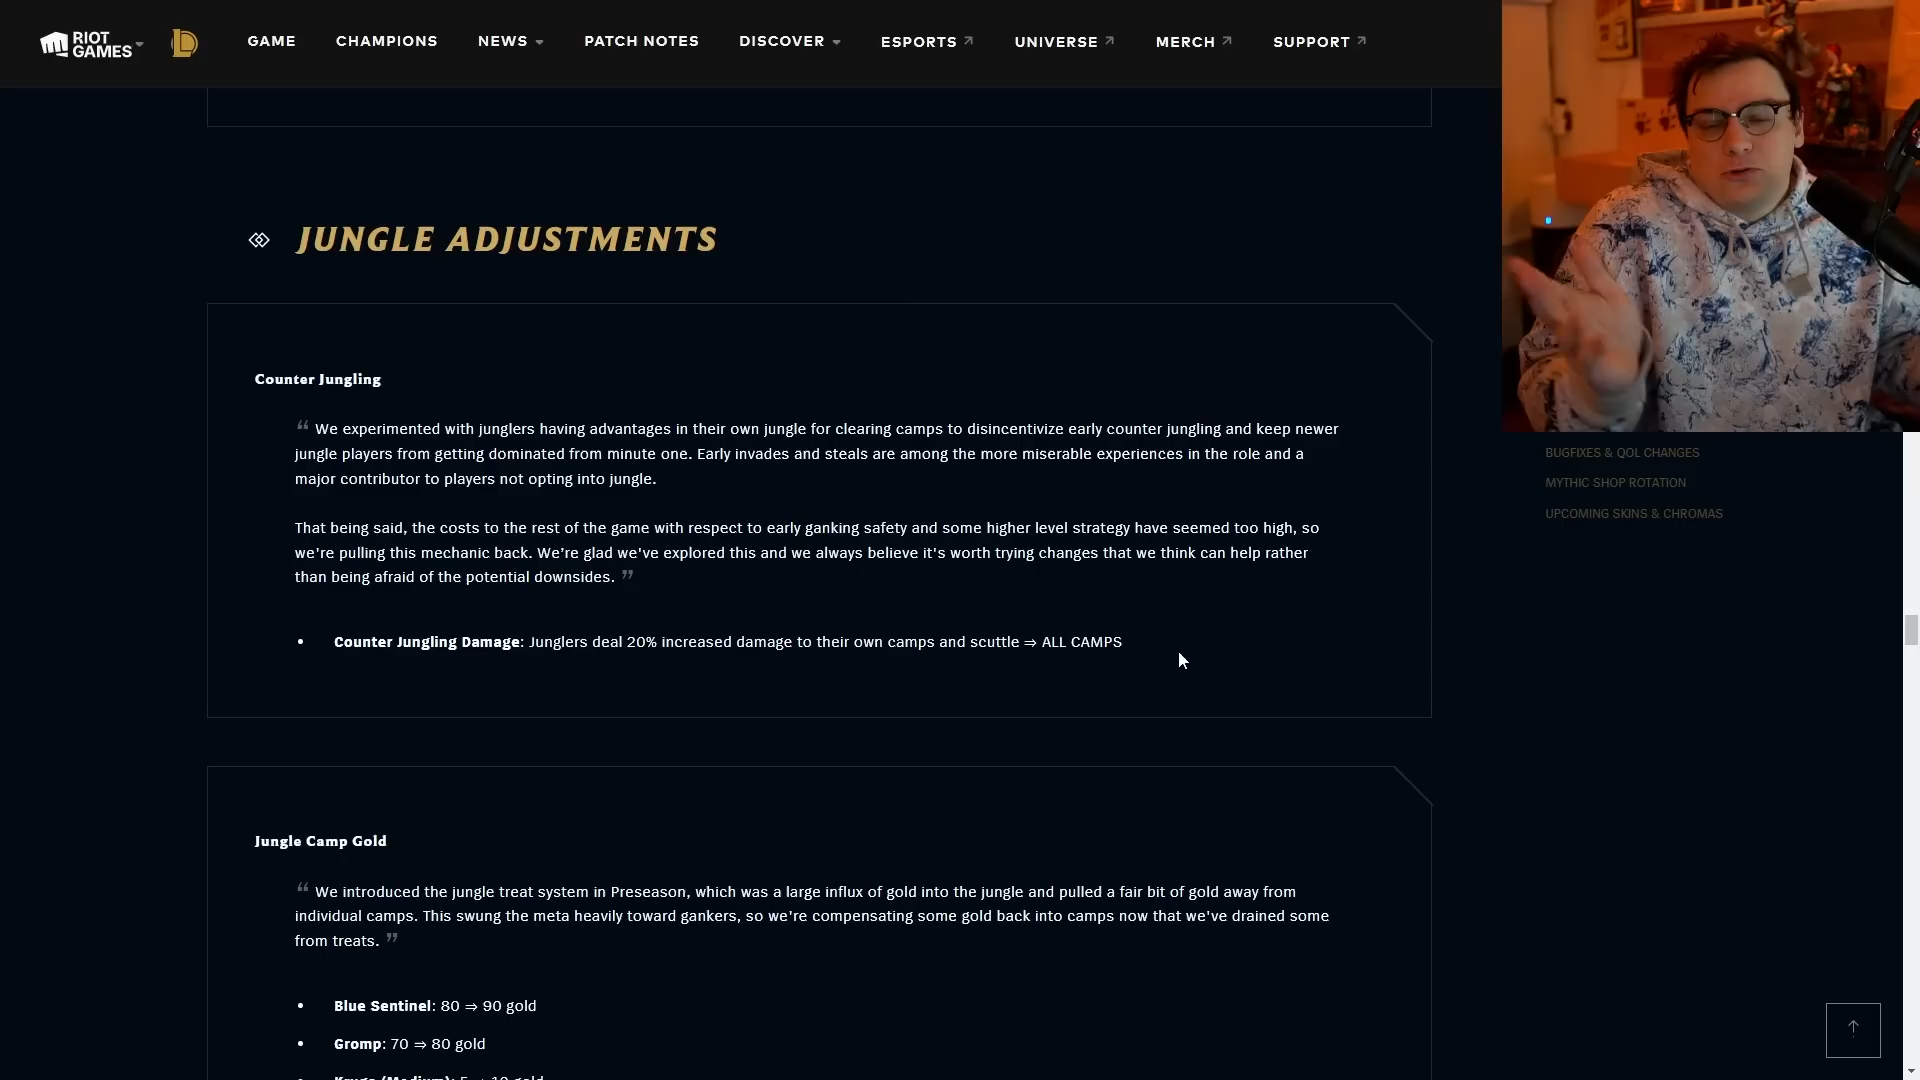 RIOT GAMES
GAME
CHAMPIONS
NEWS
PATCH NOTES
DISCOVER
ESPORTS
UNIVERSE
MERCH
SUPPORT
JUNGLE ADJUSTMENTS
Counter Jungling
“ We experimented with junglers having advantages in their own jungle for clearing camps to disincentivize early counter jungling and keep newer
jungle players from getting dominated from minute one. Early invades and steals are among the more miserable experiences in the role and a
major contributor to players not opting into jungle.
That being said, the costs to the rest of the game with respect to early ganking safety and some higher level strategy have seemed too high, so
we're pulling this mechanic back. We’re glad we've explored this and we always believe it's worth trying changes that we think can help rather
than being afraid of the potential downsides. ”
• Counter Jungling Damage: Junglers deal 20% increased damage to their own camps and scuttle ⇒ ALL CAMPS
Jungle Camp Gold
“ We introduced the jungle treat system in Preseason, which was a large influx of gold into the jungle and pulled a fair bit of gold away from
individual camps. This swung the meta heavily toward gankers, so we're compensating some gold back into camps now that we've drained some
from treats. ”
• Blue Sentinel: 80 ⇒ 90 gold
• Gromp: 70 ⇒ 80 gold
Krugs (Medium): 5 ⇒ 10 gold
BUGFIXES & QOL CHANGES
MYTHIC SHOP ROTATION
UPCOMING SKINS & CHROMAS